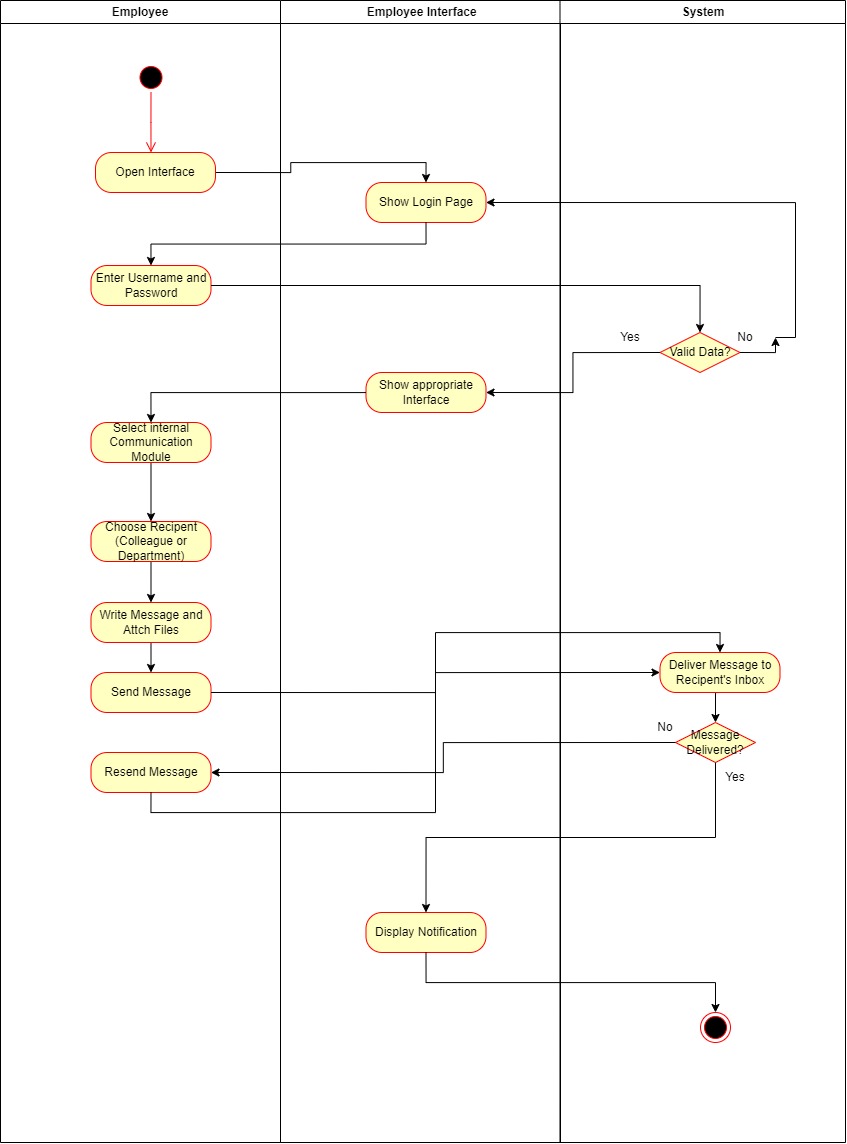 Employee
Employee Interface
System
Open Interface
Show Login Page
Enter Username and
Password
Yes
No
Valid Data?
Show appropriate
Interface
Select internal
Communication
Module
Choose Recipent
(Colleague or
Department)
Write Message and
Attch Files
Deliver Message to
Recipent's Inbox
Send Message
No
Message
Delivered?
Resend Message
Yes
Display Notification